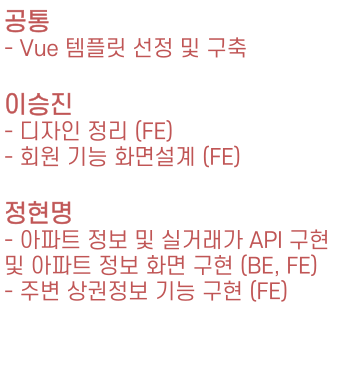 공통
- Vue 템플릿 선정 및 구축
이승진
- 디자인 정리 (FE)
- 회원 기능 화면설계 (FE)
정현명
- 아파트 정보 및 실거래가 API 구현
및 아파트 정보 화면 구현 (BE, FE)
- 주변 상권정보 기능 구현 (FE)